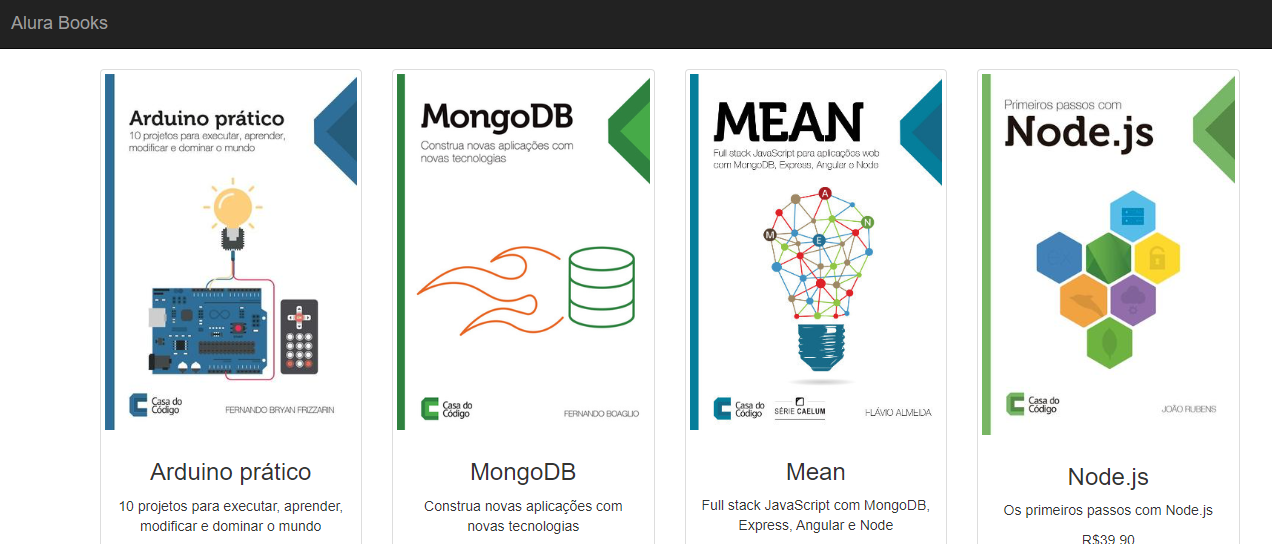 Alura Books
Arduino prático
10 projetos para executar, aprender,
modificar e dominar o mundo
Casa do
Código
FERNANDO BRYAN FRIZZARIN
Arduino prático
10 projetos para executar, aprender,
modificar e dominar o mundo
MongoDB
Construa novas aplicações com
novas tecnologias
Casa do
Código
FERNANDO BOAGLIO
MongoDB
Construa novas aplicações com
novas tecnologias
MEAN
Full stack JavaScript para aplicações web
com MongoDB, Express, Angular e Node
A
N
M
E
Casa do
Código
SÉRIE CAELUM
FLÁVIO ALMEIDA
Mean
Full stack JavaScript com MongoDB,
Express, Angular e Node
Primeiros passos com
Node.js
Casa do
Código
JOÃO RUBENS
Node.js
Os primeiros passos com Node.js
R$39,90